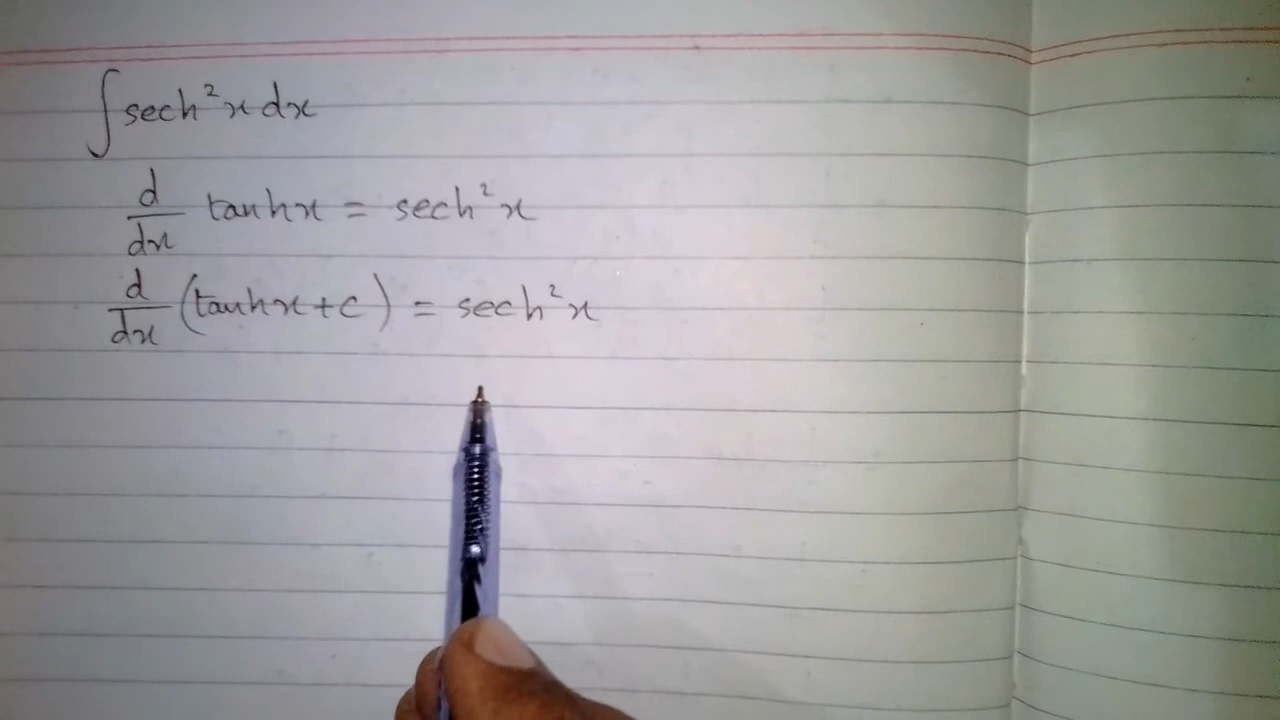 ∫ sech²x dx
d/dx tanhx = sech²x
d/dx (tanhx + c) = sech²x